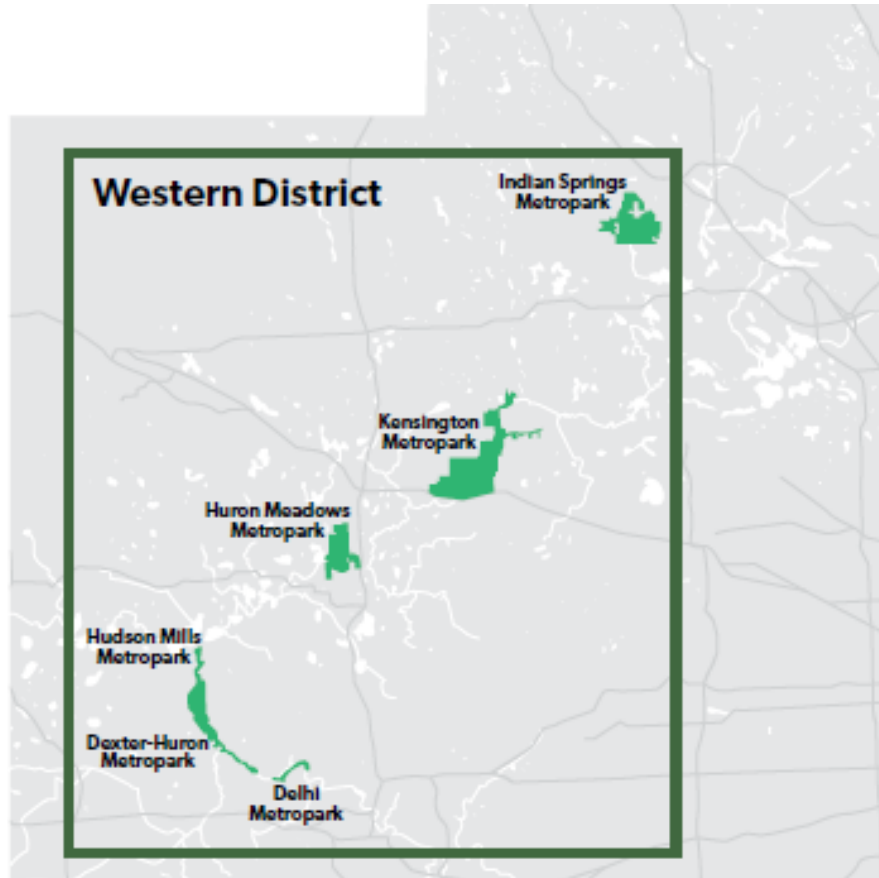 Western District
Indian Springs
Metropark
Kensington
Metropark
Huron Meadows
Metropark
Hudson Mills
Metropark
Dexter-Huron
Metropark
Delhi
Metropark